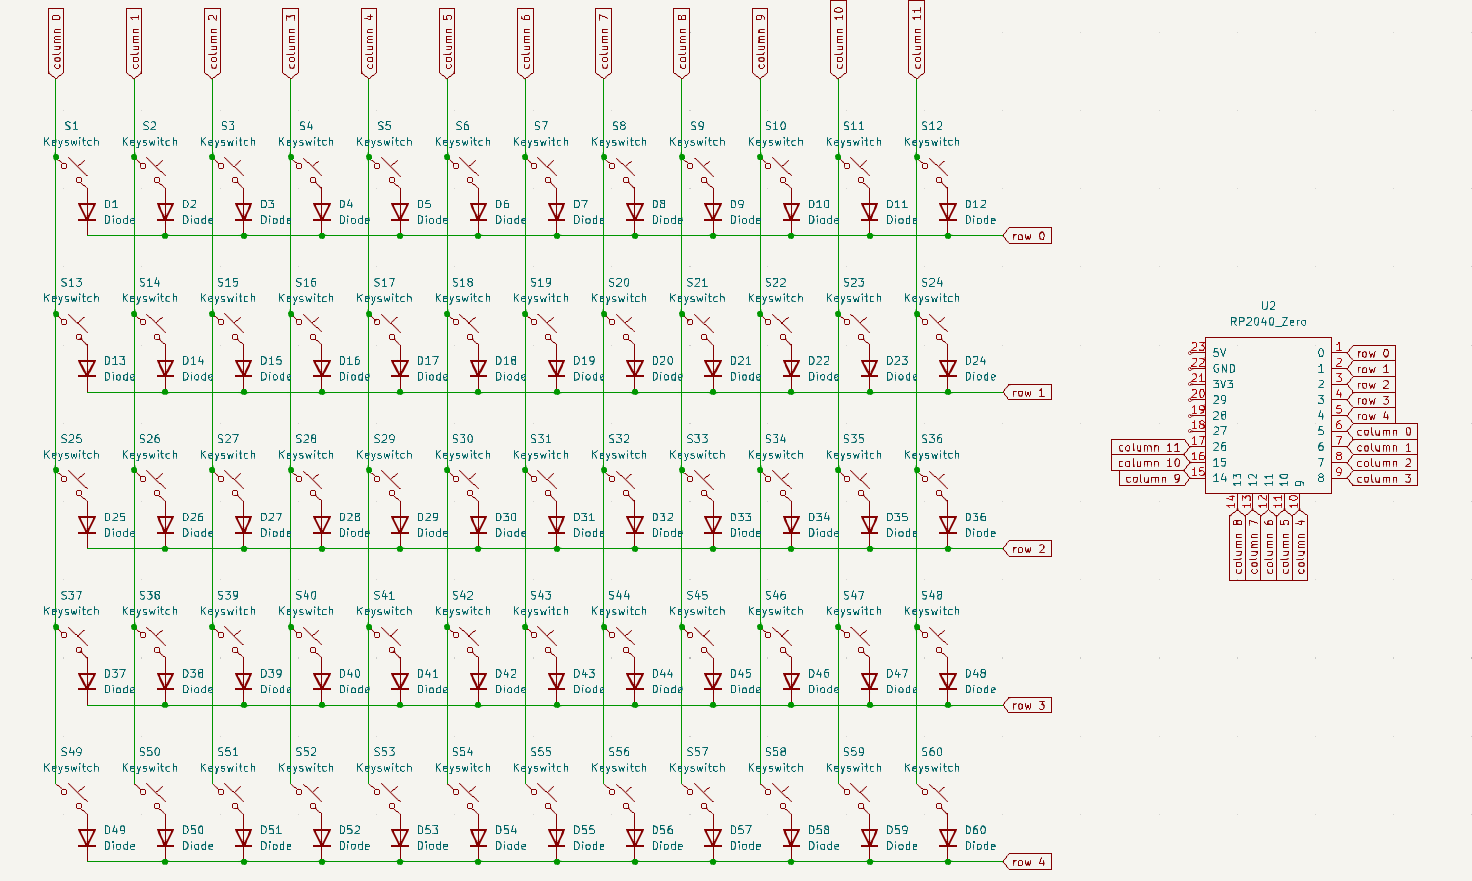 column 0 column 1 column 2 column 3 column 4 column 5 column 6 column 7 column 8 column 9 column 10 column 11
S1 S2 S3 S4 S5 S6 S7 S8 S9 S10 S11 S12
Keyswitch Keyswitch Keyswitch Keyswitch Keyswitch Keyswitch Keyswitch Keyswitch Keyswitch Keyswitch Keyswitch Keyswitch
D1 D2 D3 D4 D5 D6 D7 D8 D9 D10 D11 D12
Diode Diode Diode Diode Diode Diode Diode Diode Diode Diode Diode Diode
row 0
S13 S14 S15 S16 S17 S18 S19 S20 S21 S22 S23 S24
Keyswitch Keyswitch Keyswitch Keyswitch Keyswitch Keyswitch Keyswitch Keyswitch Keyswitch Keyswitch Keyswitch Keyswitch
D13 D14 D15 D16 D17 D18 D19 D20 D21 D22 D23 D24
Diode Diode Diode Diode Diode Diode Diode Diode Diode Diode Diode Diode
row 1
S25 S26 S27 S28 S29 S30 S31 S32 S33 S34 S35 S36
Keyswitch Keyswitch Keyswitch Keyswitch Keyswitch Keyswitch Keyswitch Keyswitch Keyswitch Keyswitch Keyswitch Keyswitch
D25 D26 D27 D28 D29 D30 D31 D32 D33 D34 D35 D36
Diode Diode Diode Diode Diode Diode Diode Diode Diode Diode Diode Diode
row 2
S37 S38 S39 S40 S41 S42 S43 S44 S45 S46 S47 S48
Keyswitch Keyswitch Keyswitch Keyswitch Keyswitch Keyswitch Keyswitch Keyswitch Keyswitch Keyswitch Keyswitch Keyswitch
D37 D38 D39 D40 D41 D42 D43 D44 D45 D46 D47 D48
Diode Diode Diode Diode Diode Diode Diode Diode Diode Diode Diode Diode
row 3
S49 S50 S51 S52 S53 S54 S55 S56 S57 S58 S59 S60
Keyswitch Keyswitch Keyswitch Keyswitch Keyswitch Keyswitch Keyswitch Keyswitch Keyswitch Keyswitch Keyswitch Keyswitch
D49 D50 D51 D52 D53 D54 D55 D56 D57 D58 D59 D60
Diode Diode Diode Diode Diode Diode Diode Diode Diode Diode Diode Diode
row 4
U2
RP2040_Zero
23 5V 0 1 row 0
22 GND 1 2 row 1
21 3V3 2 3 row 2
20 29 3 4 row 3
19 28 4 5 row 4
18 27 5 6 column 0
column 11 17 26 6 7 column 1
column 10 16 15 7 8 column 2
column 9 15 14 8 9 column 3
13 12 11 10 9
14 13 12 11 10
column 8 column 7 column 6 column 5 column 4